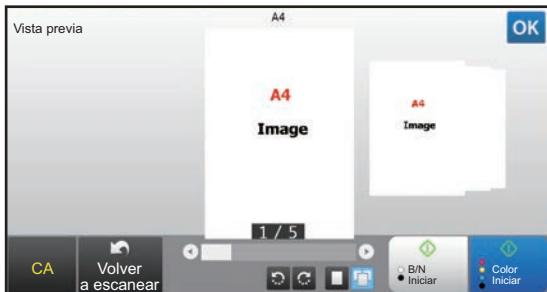 A4
Vista previa
OK
A4
Image
A4
Image
1 / 5
CA
Volver
a escanear
B/N
Iniciar
Color
Iniciar